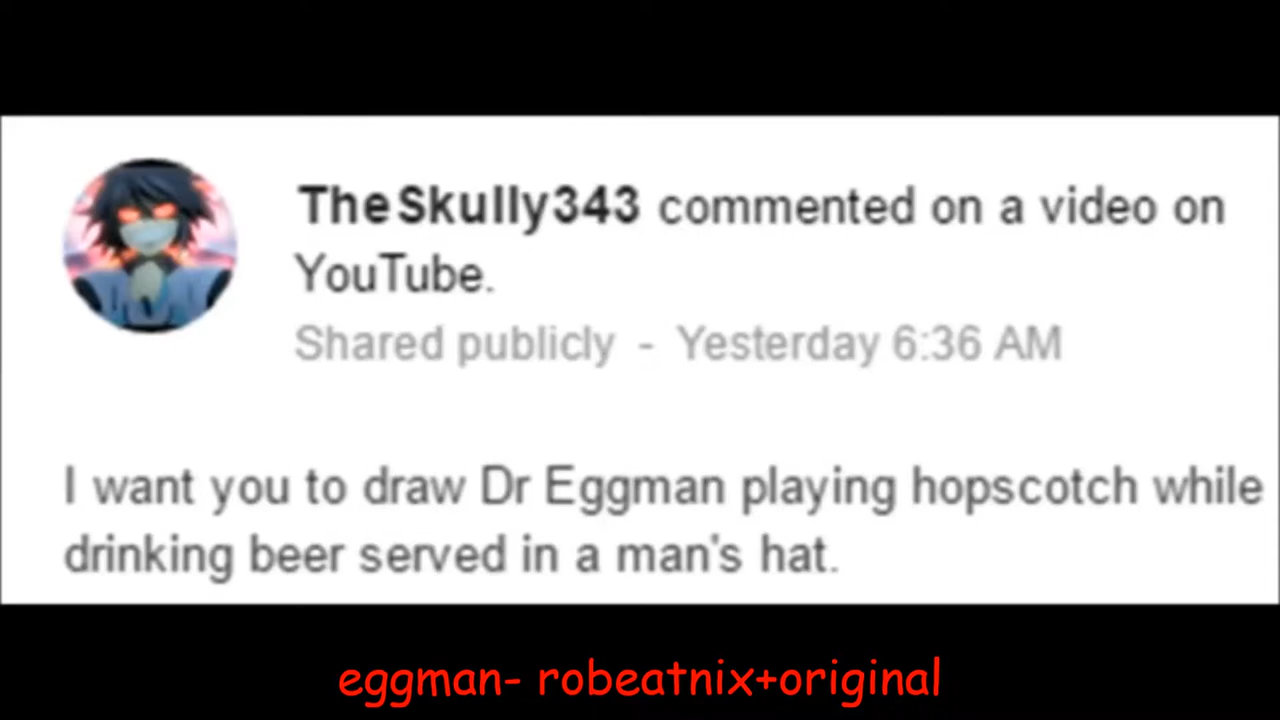 TheSkully343 commented on a video on
YouTube.
Shared publicly - Yesterday 6:36 AM
I want you to draw Dr Eggman playing hopscotch while
drinking beer served in a man's hat.
eggman- robeatnix+original